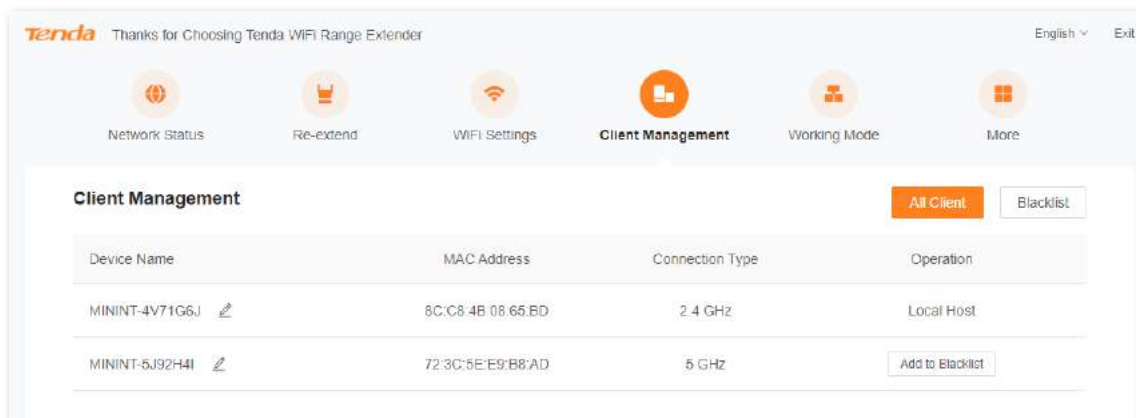 Tenda Thanks for Choosing Tenda WiFi Range Extender English Exit
Network Status Re-extend WiFi Settings Client Management Working Mode More
Client Management All Client Blacklist
Device Name MAC Address Connection Type Operation
MININT-4V71G6J 8C:C8:4B:08:65:BD 2.4 GHz Local Host
MININT-5J92H4I 72:3C:5E:E9:B8:AD 5 GHz Add to Blacklist